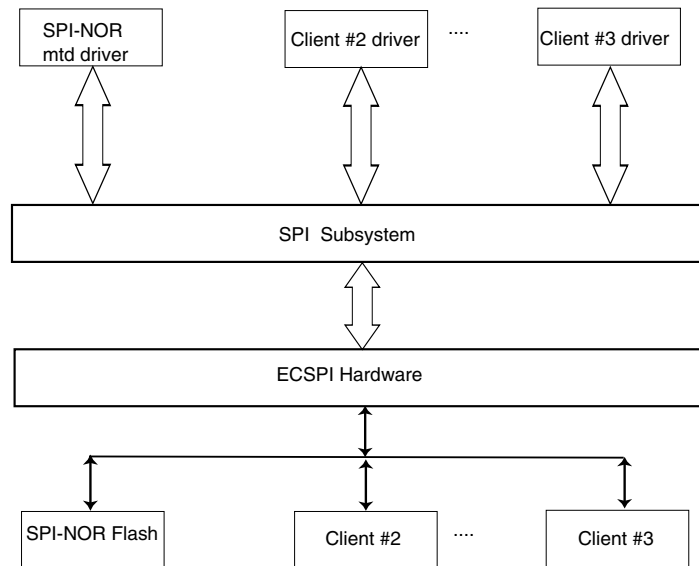 SPI-NOR
mtd driver
Client #2 driver
....
Client #3 driver
SPI Subsystem
ECSPI Hardware
SPI-NOR Flash
Client #2
....
Client #3